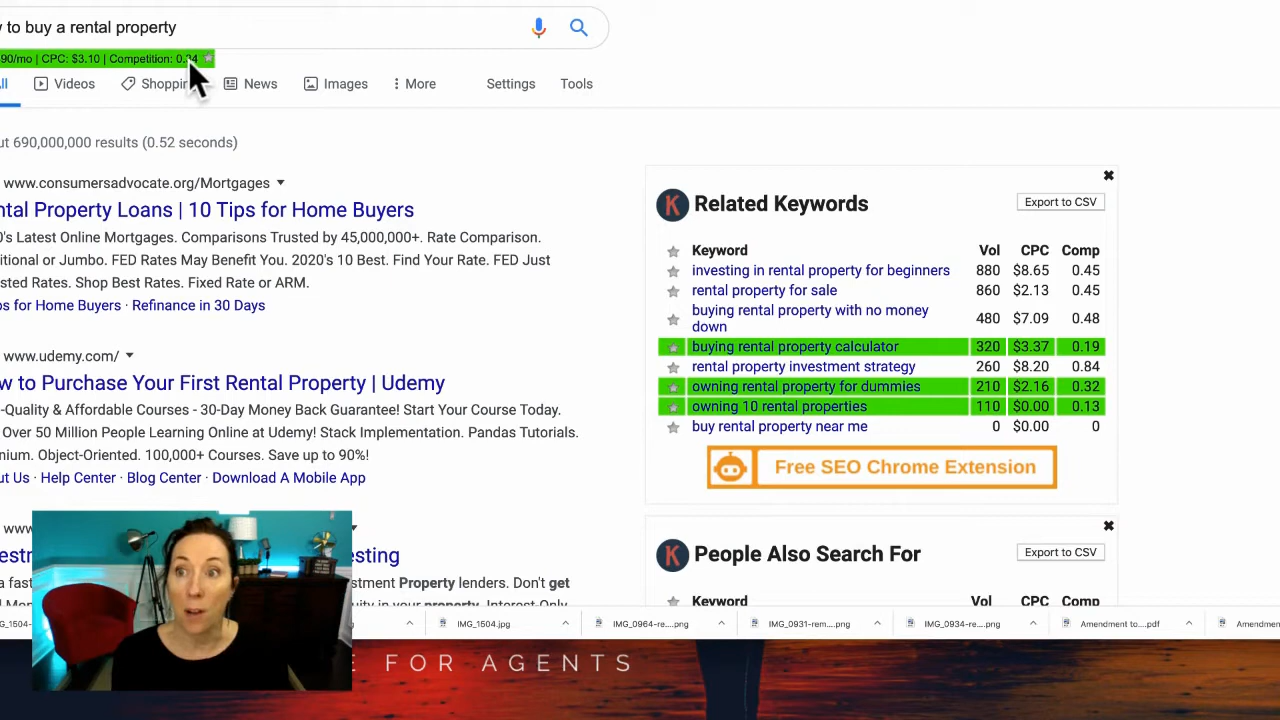 to buy a rental property
90/mo | CPC: $3.10 | Competition:
Videos
News
Images
More
Settings
Tools
690,000,000 results (0.52 seconds)
www.consumersadvocate.org/Mortgages
Property Loans | 10 Tips for Home Buyers
Latest Online Mortgages. Comparisons Trusted by 45,000,000+. Rate Comparison.
or Jumbo. FED Rates May Benefit You. 2020's 10 Best. Find Your Rate. FED Just
Rates. Shop Best Rates. Fixed Rate or ARM.
for Home Buyers · Refinance in 30 Days
www.udemy.com/
to Purchase Your First Rental Property | Udemy
-Quality & Affordable Courses - 30-Day Money Back Guarantee! Start Your Course Today.
Over 50 Million People Learning Online at Udemy! Stack Implementation. Pandas Tutorials.
Object-Oriented. 100,000+ Courses. Save up to 90%!
Us · Help Center · Blog Center · Download A Mobile App
Property lenders. Don't get
in your property. Interest-Only
K Related Keywords
Export to CSV
Keyword Vol CPC Comp
investing in rental property for beginners 880 $8.65 0.45
rental property for sale 860 $2.13 0.45
buying rental property with no money
down 480 $7.09 0.48
buying rental property calculator 320 $3.37 0.19
rental property investment strategy 260 $8.20 0.84
owning rental property for dummies 210 $2.16 0.32
owning 10 rental properties 110 $0.00 0.13
buy rental property near me 0 $0.00 0
Free SEO Chrome Extension
K People Also Search For
Export to CSV
Keyword Vol CPC Comp
IMG_1504.jpg
IMG_0964-re....png
IMG_0931-rem....png
IMG_0934-re....png
Amendment to....pdf
FOR AGENTS